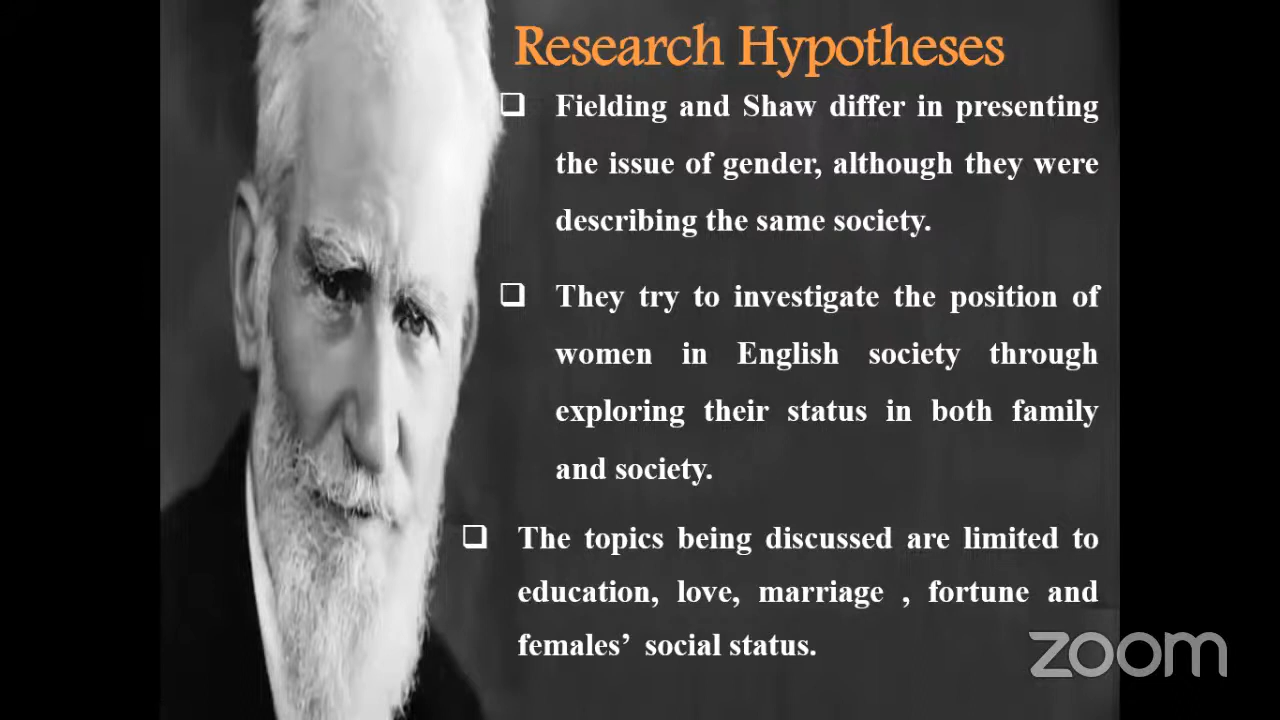 Research Hypotheses
❑ Fielding and Shaw differ in presenting
the issue of gender, although they were
describing the same society.
❑ They try to investigate the position of
women in English society through
exploring their status in both family
and society.
❑ The topics being discussed are limited to
education, love, marriage , fortune and
females’ social status.
zoom